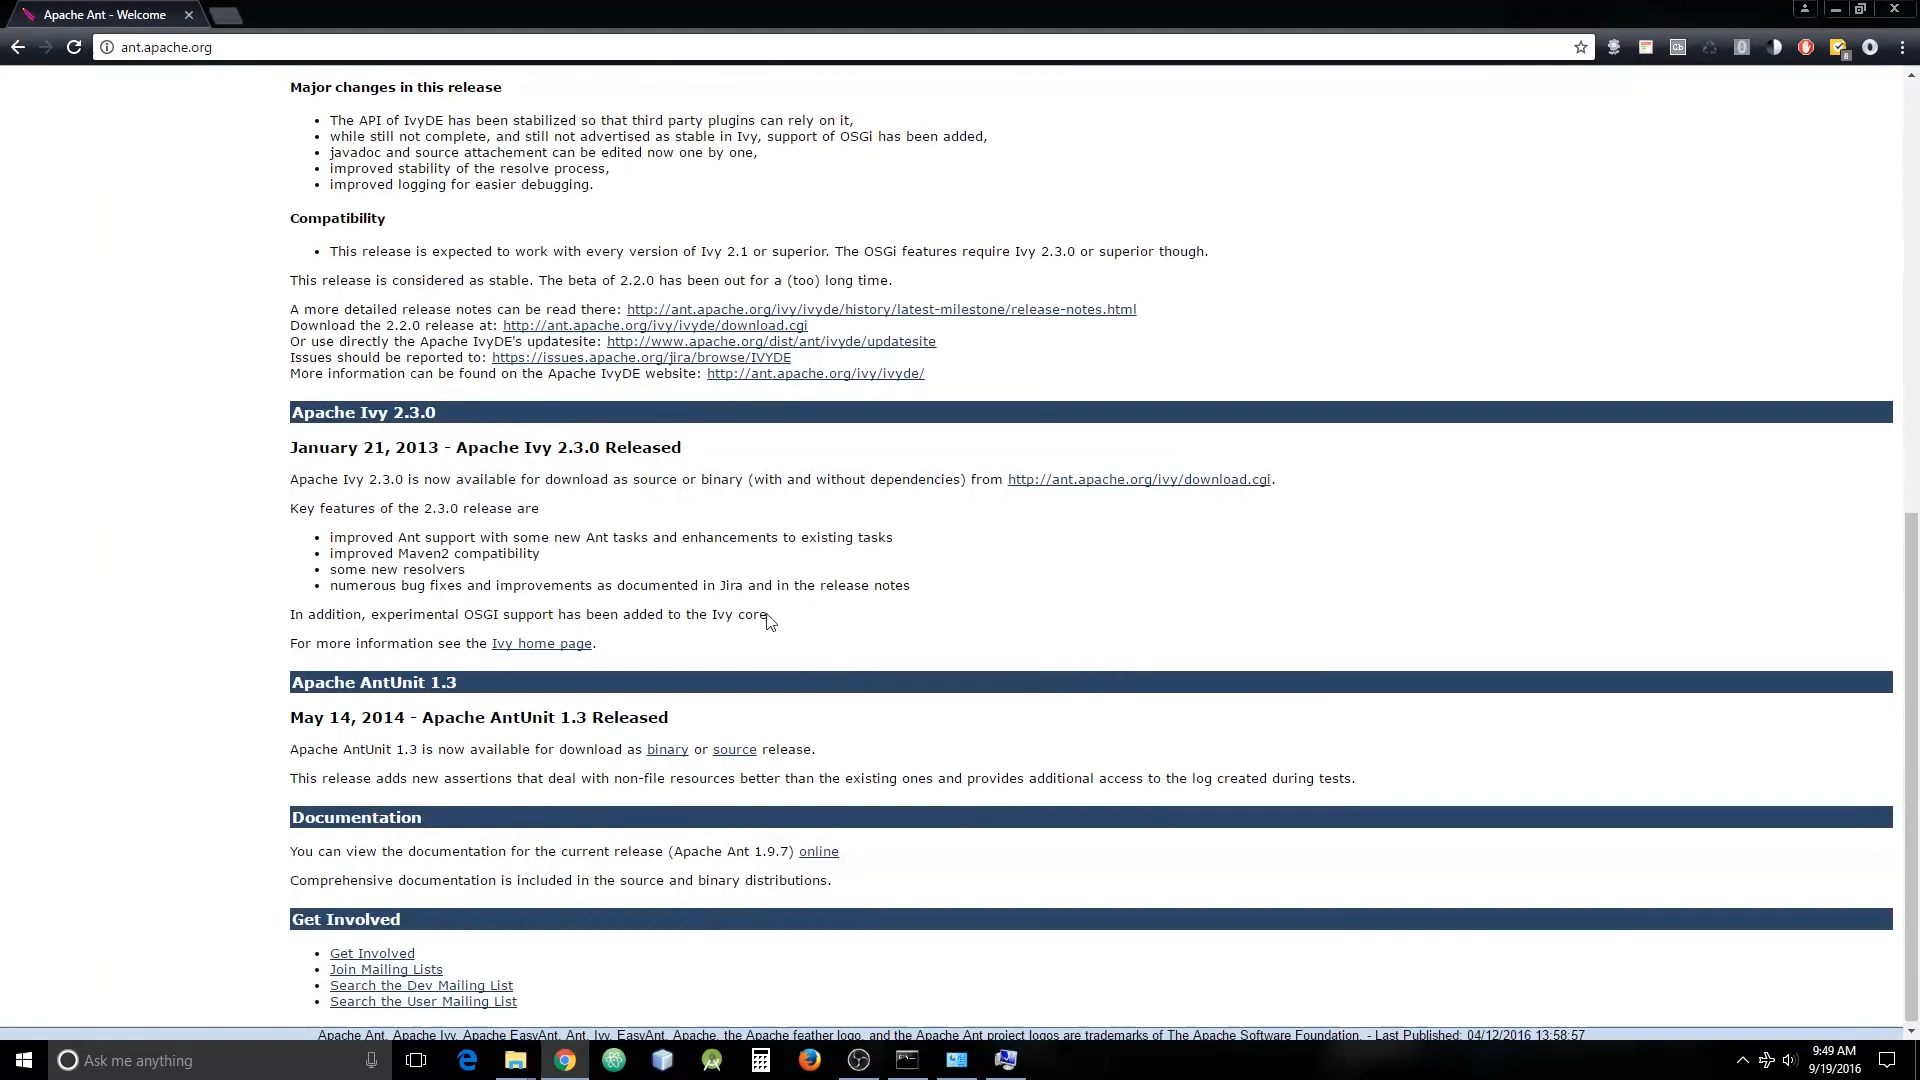 Apache Ant - Welcome
ant.apache.org
Major changes in this release
The API of IvyDE has been stabilized so that third party plugins can rely on it,
while still not complete, and still not advertised as stable in Ivy, support of OSGi has been added,
javadoc and source attachement can be edited now one by one,
improved stability of the resolve process,
improved logging for easier debugging.
Compatibility
This release is expected to work with every version of Ivy 2.1 or superior. The OSGi features require Ivy 2.3.0 or superior though.
This release is considered as stable. The beta of 2.2.0 has been out for a (too) long time.
A more detailed release notes can be read there: http://ant.apache.org/ivy/ivyde/history/latest-milestone/release-notes.html
Download the 2.2.0 release at: http://ant.apache.org/ivy/ivyde/download.cgi
Or use directly the Apache IvyDE's updatesite: http://www.apache.org/dist/ant/ivyde/updatesite
Issues should be reported to: https://issues.apache.org/jira/browse/IVYDE
More information can be found on the Apache IvyDE website: http://ant.apache.org/ivy/ivyde/
Apache Ivy 2.3.0
January 21, 2013 - Apache Ivy 2.3.0 Released
Apache Ivy 2.3.0 is now available for download as source or binary (with and without dependencies) from http://ant.apache.org/ivy/download.cgi.
Key features of the 2.3.0 release are
improved Ant support with some new Ant tasks and enhancements to existing tasks
improved Maven2 compatibility
some new resolvers
numerous bug fixes and improvements as documented in Jira and in the release notes
In addition, experimental OSGI support has been added to the Ivy core
For more information see the Ivy home page.
Apache AntUnit 1.3
May 14, 2014 - Apache AntUnit 1.3 Released
Apache AntUnit 1.3 is now available for download as binary or source release.
This release adds new assertions that deal with non-file resources better than the existing ones and provides additional access to the log created during tests.
Documentation
You can view the documentation for the current release (Apache Ant 1.9.7) online
Comprehensive documentation is included in the source and binary distributions.
Get Involved
Get Involved
Join Mailing Lists
Search the Dev Mailing List
Search the User Mailing List
Apache Ant, Apache Ivy, Apache EasyAnt, Ant, Ivy, EasyAnt, Apache, the Apache feather logo, and the Apache Ant project logos are trademarks of The Apache Software Foundation. - Last Published: 04/12/2016 13:58:57
Ask me anything
9:49 AM
9/19/2016